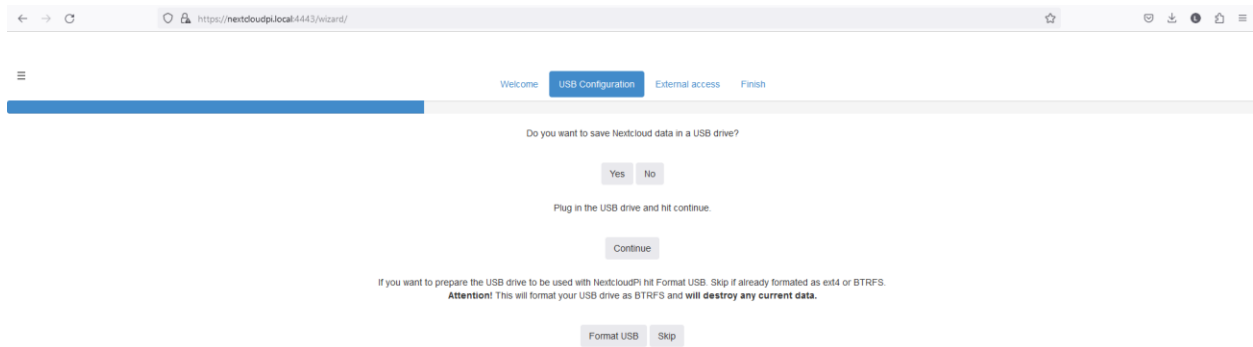 https://nextcloudpi.local:4443/wizard/
Welcome USB Configuration External access Finish
Do you want to save Nextcloud data in a USB drive?
Yes No
Plug in the USB drive and hit continue.
Continue
If you want to prepare the USB drive to be used with NextcloudPi hit Format USB. Skip if already formated as ext4 or BTRFS.
Attention! This will format your USB drive as BTRFS and will destroy any current data.
Format USB Skip